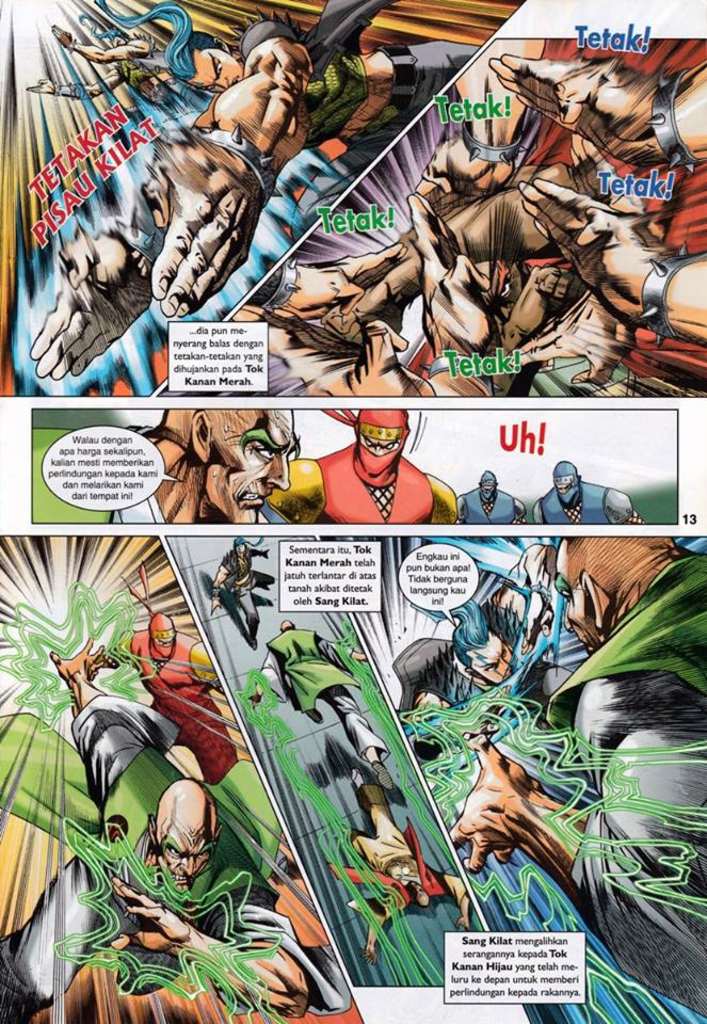 TETAKAN
PISAU KILAT
Tetak!
Tetak!
Tetak!
Tetak!
Tetak!
...dia pun me-
nyerang balas dengan
tetakan-tetakan yang
dihujankan pada Tok
Kanan Merah.
Walau dengan
apa harga sekalipun,
kalian mesti memberikan
perlindungan kepada kami
dan melarikan kami
dari tempat ini!
Uh!
13
Sementara itu, Tok
Kanan Merah telah
jatuh terlantar di atas
tanah akibat ditetak
oleh Sang Kilat.
Engkau ini
pun bukan apa!
Tidak berguna
langsung kau
ini!
Sang Kilat mengalihkan
serangannya kepada Tok
Kanan Hijau yang telah me-
luru ke depan untuk memberi
perlindungan kepada rakannya.